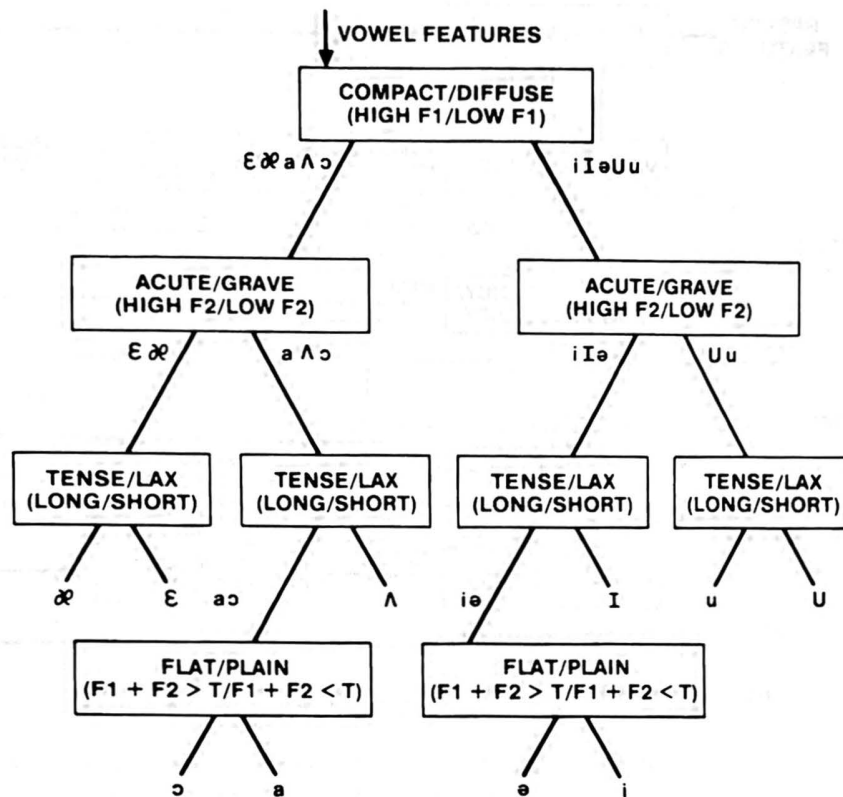 VOWEL FEATURES
COMPACT/DIFFUSE
(HIGH F1/LOW F1)
Ɛ æ a Λ ɔ
i I ə U u
ACUTE/GRAVE
(HIGH F2/LOW F2)
ACUTE/GRAVE
(HIGH F2/LOW F2)
Ɛ æ
a Λ ɔ
i I ə
U u
TENSE/LAX
(LONG/SHORT)
TENSE/LAX
(LONG/SHORT)
TENSE/LAX
(LONG/SHORT)
TENSE/LAX
(LONG/SHORT)
æ
Ɛ
a ɔ
Λ
i ə
I
u
U
FLAT/PLAIN
(F1 + F2 > T/F1 + F2 < T)
FLAT/PLAIN
(F1 + F2 > T/F1 + F2 < T)
ɔ
a
ə
i